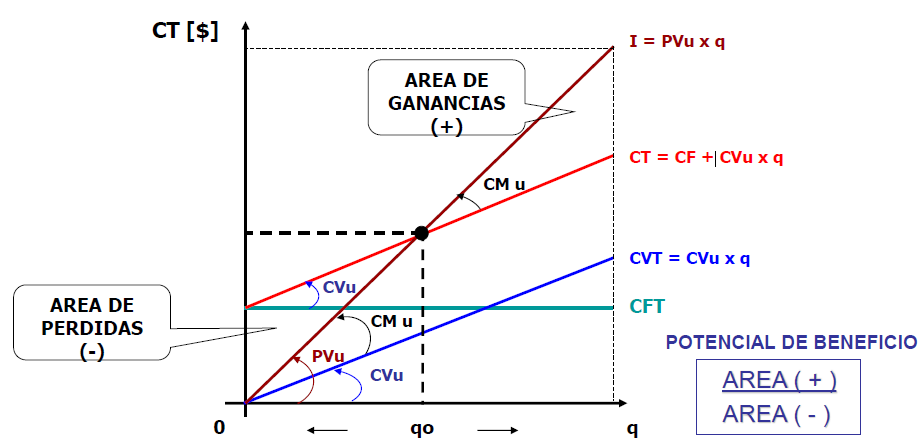 CT [$]
I = PVu x q
AREA DE
GANANCIAS
(+)
CT = CF + CVu x q
CM u
CVT = CVu x q
CVu
CFT
AREA DE
PERDIDAS
(-)
CM u
PVu
CVu
POTENCIAL DE BENEFICIO
AREA ( + )
AREA ( - )
0
qo
q